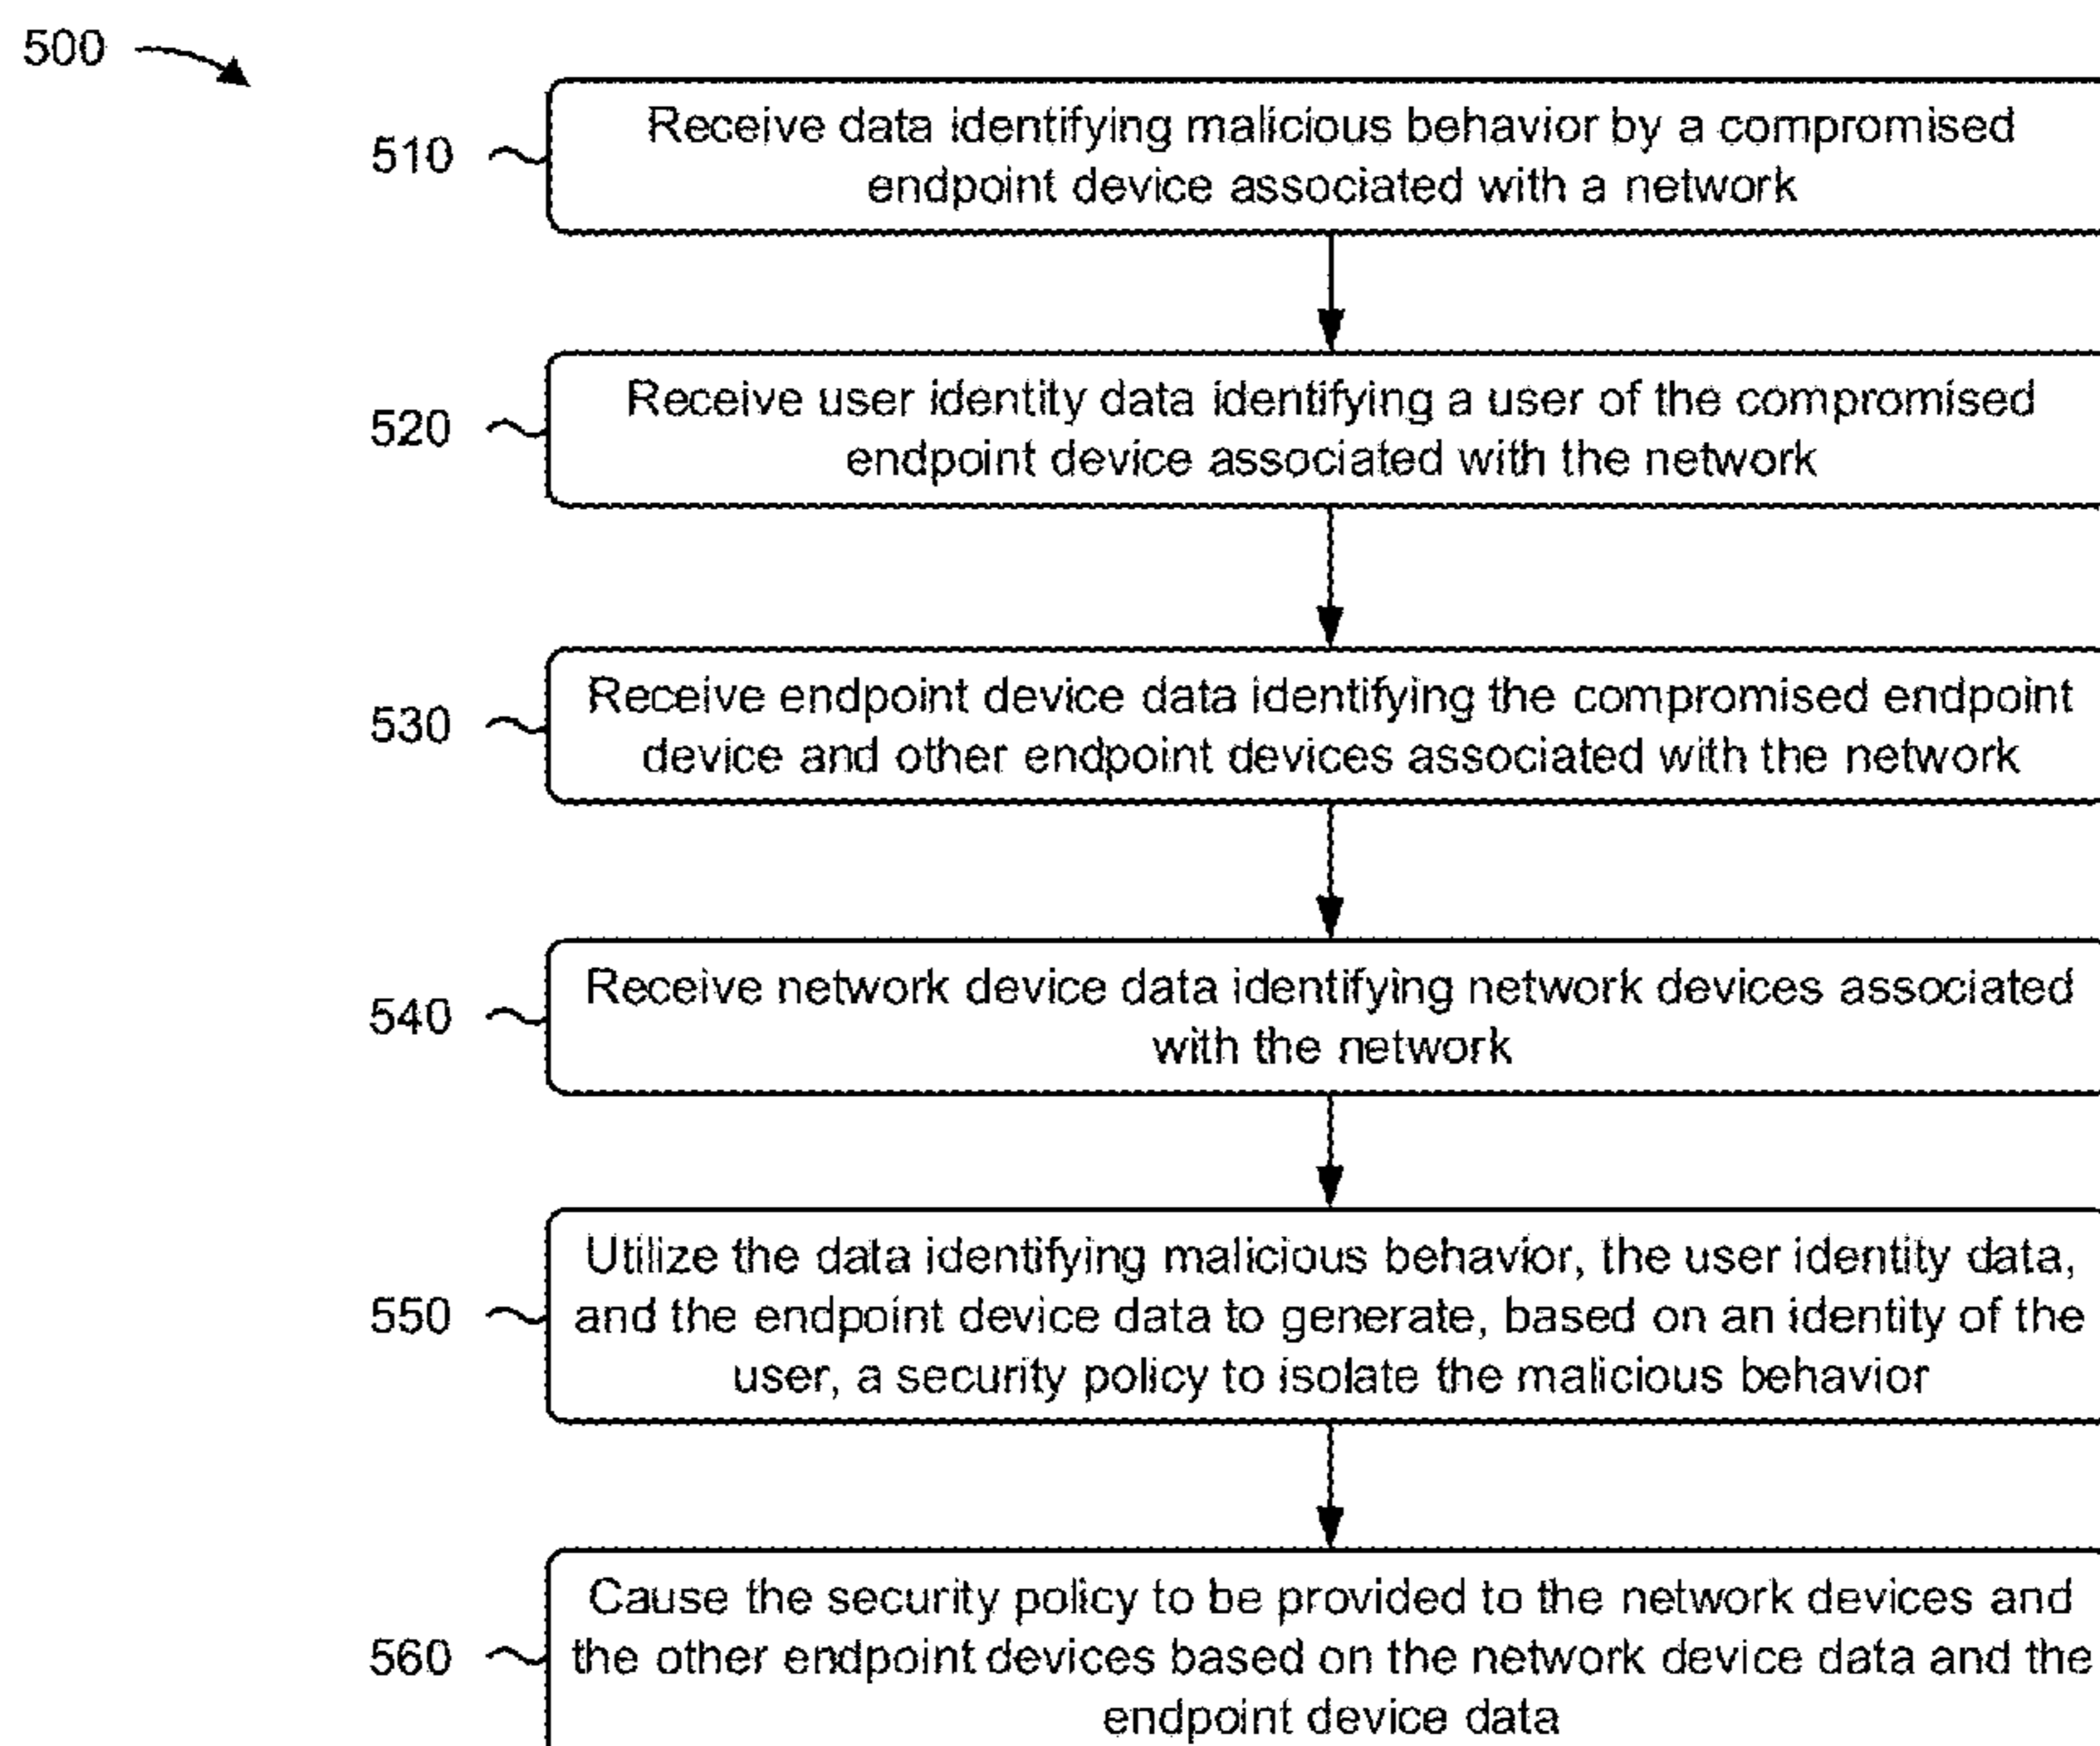 500
510
Receive data identifying malicious behavior by a compromised
endpoint device associated with a network
520
Receive user identity data identifying a user of the compromised
endpoint device associated with the network
530
Receive endpoint device data identifying the compromised endpoint
device and other endpoint devices associated with the network
540
Receive network device data identifying network devices associated
with the network
550
Utilize the data identifying malicious behavior, the user identity data,
and the endpoint device data to generate, based on an identity of the
user, a security policy to isolate the malicious behavior
560
Cause the security policy to be provided to the network devices and
the other endpoint devices based on the network device data and the
endpoint device data